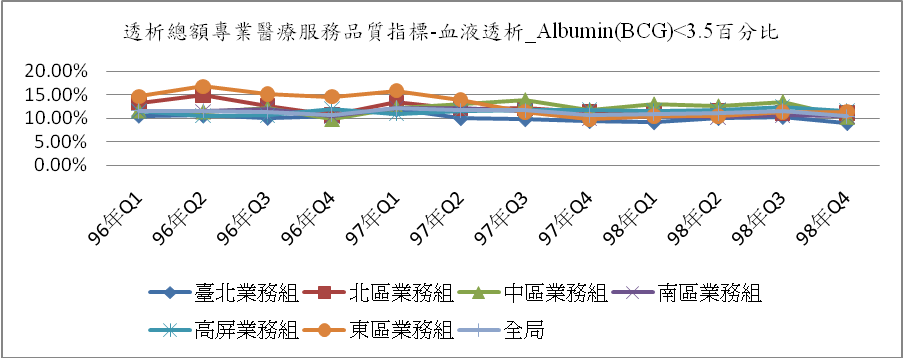 透析總額專業醫療服務品質指標-血液透析_Albumin(BCG)<3.5百分比
20.00%
15.00%
10.00%
5.00%
0.00%
96年Q1
96年Q2
96年Q3
96年Q4
97年Q1
97年Q2
97年Q3
97年Q4
98年Q1
98年Q2
98年Q3
98年Q4
臺北業務組 北區業務組 中區業務組 南區業務組
高屏業務組 東區業務組 全局